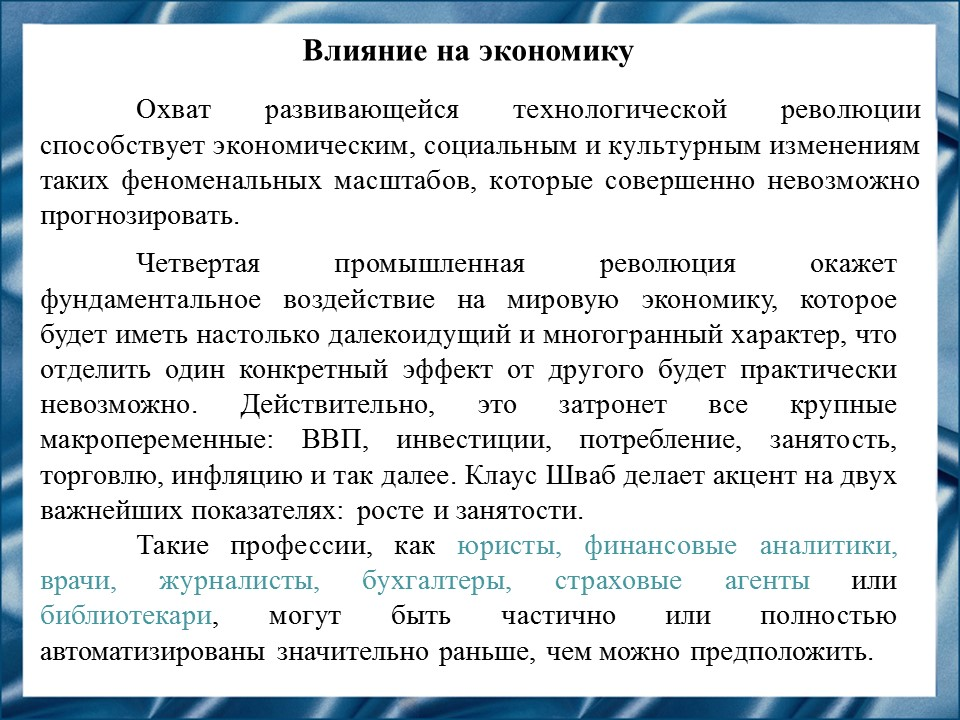 Влияние на экономику
Охват развивающейся технологической революции
способствует экономическим, социальным и культурным изменениям
таких феноменальных масштабов, которые совершенно невозможно
прогнозировать.
Четвертая промышленная революция окажет
фундаментальное воздействие на мировую экономику, которое
будет иметь настолько далекоидущий и многогранный характер, что
отделить один конкретный эффект от другого будет практически
невозможно. Действительно, это затронет все крупные
макропеременные: ВВП, инвестиции, потребление, занятость,
торговлю, инфляцию и так далее. Клаус Шваб делает акцент на двух
важнейших показателях: росте и занятости.
Такие профессии, как юристы, финансовые аналитики,
врачи, журналисты, бухгалтеры, страховые агенты или
библиотекари, могут быть частично или полностью
автоматизированы значительно раньше, чем можно предположить.